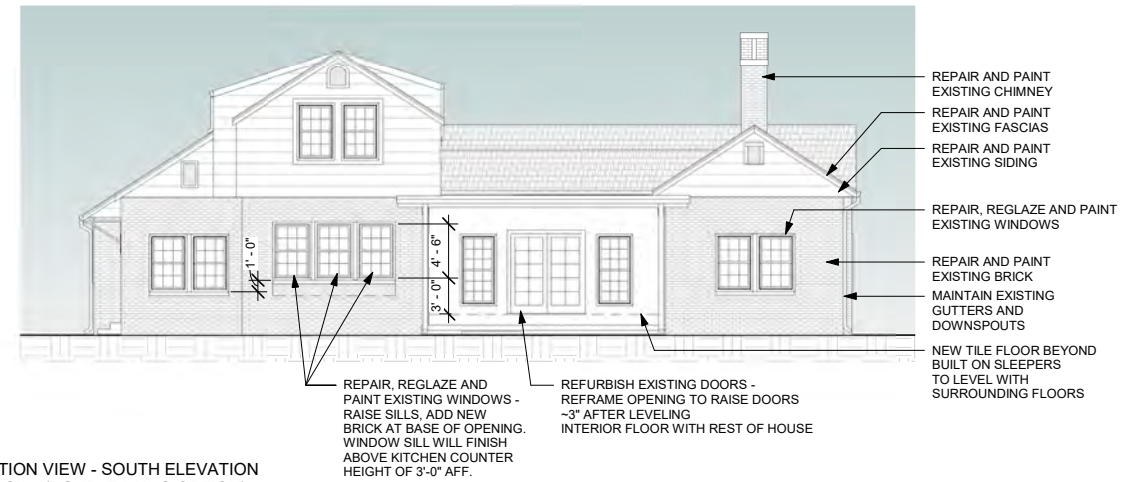 REPAIR AND PAINT
EXISTING CHIMNEY
REPAIR AND PAINT
EXISTING FASCIAS
REPAIR AND PAINT
EXISTING SIDING
REPAIR, REGLAZE AND PAINT
EXISTING WINDOWS
REPAIR AND PAINT
EXISTING BRICK
MAINTAIN EXISTING
GUTTERS AND
DOWNSPOUTS
NEW TILE FLOOR BEYOND
BUILT ON SLEEPERS
TO LEVEL WITH
SURROUNDING FLOORS
1' - 0"
4' - 6"
3' - 0"
REPAIR, REGLAZE AND
PAINT EXISTING WINDOWS -
RAISE SILLS, ADD NEW
BRICK AT BASE OF OPENING.
WINDOW SILL WILL FINISH
ABOVE KITCHEN COUNTER
HEIGHT OF 3'-0" AFF.
REFURBISH EXISTING DOORS -
REFRAME OPENING TO RAISE DOORS
~3" AFTER LEVELING
INTERIOR FLOOR WITH REST OF HOUSE
TION VIEW - SOUTH ELEVATION